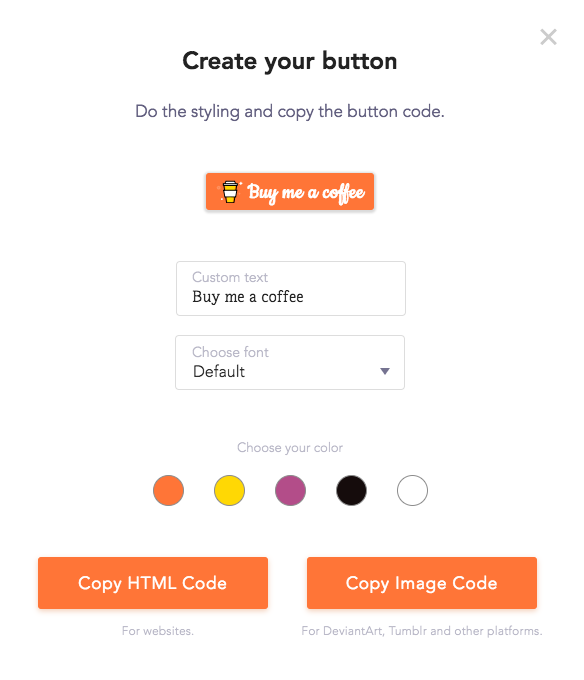 Create your button
Do the styling and copy the button code.
Buy me a coffee
Custom text
Buy me a coffee
Choose font
Default
Choose your color
Copy HTML Code
Copy Image Code
For websites.
For DeviantArt, Tumblr and other platforms.